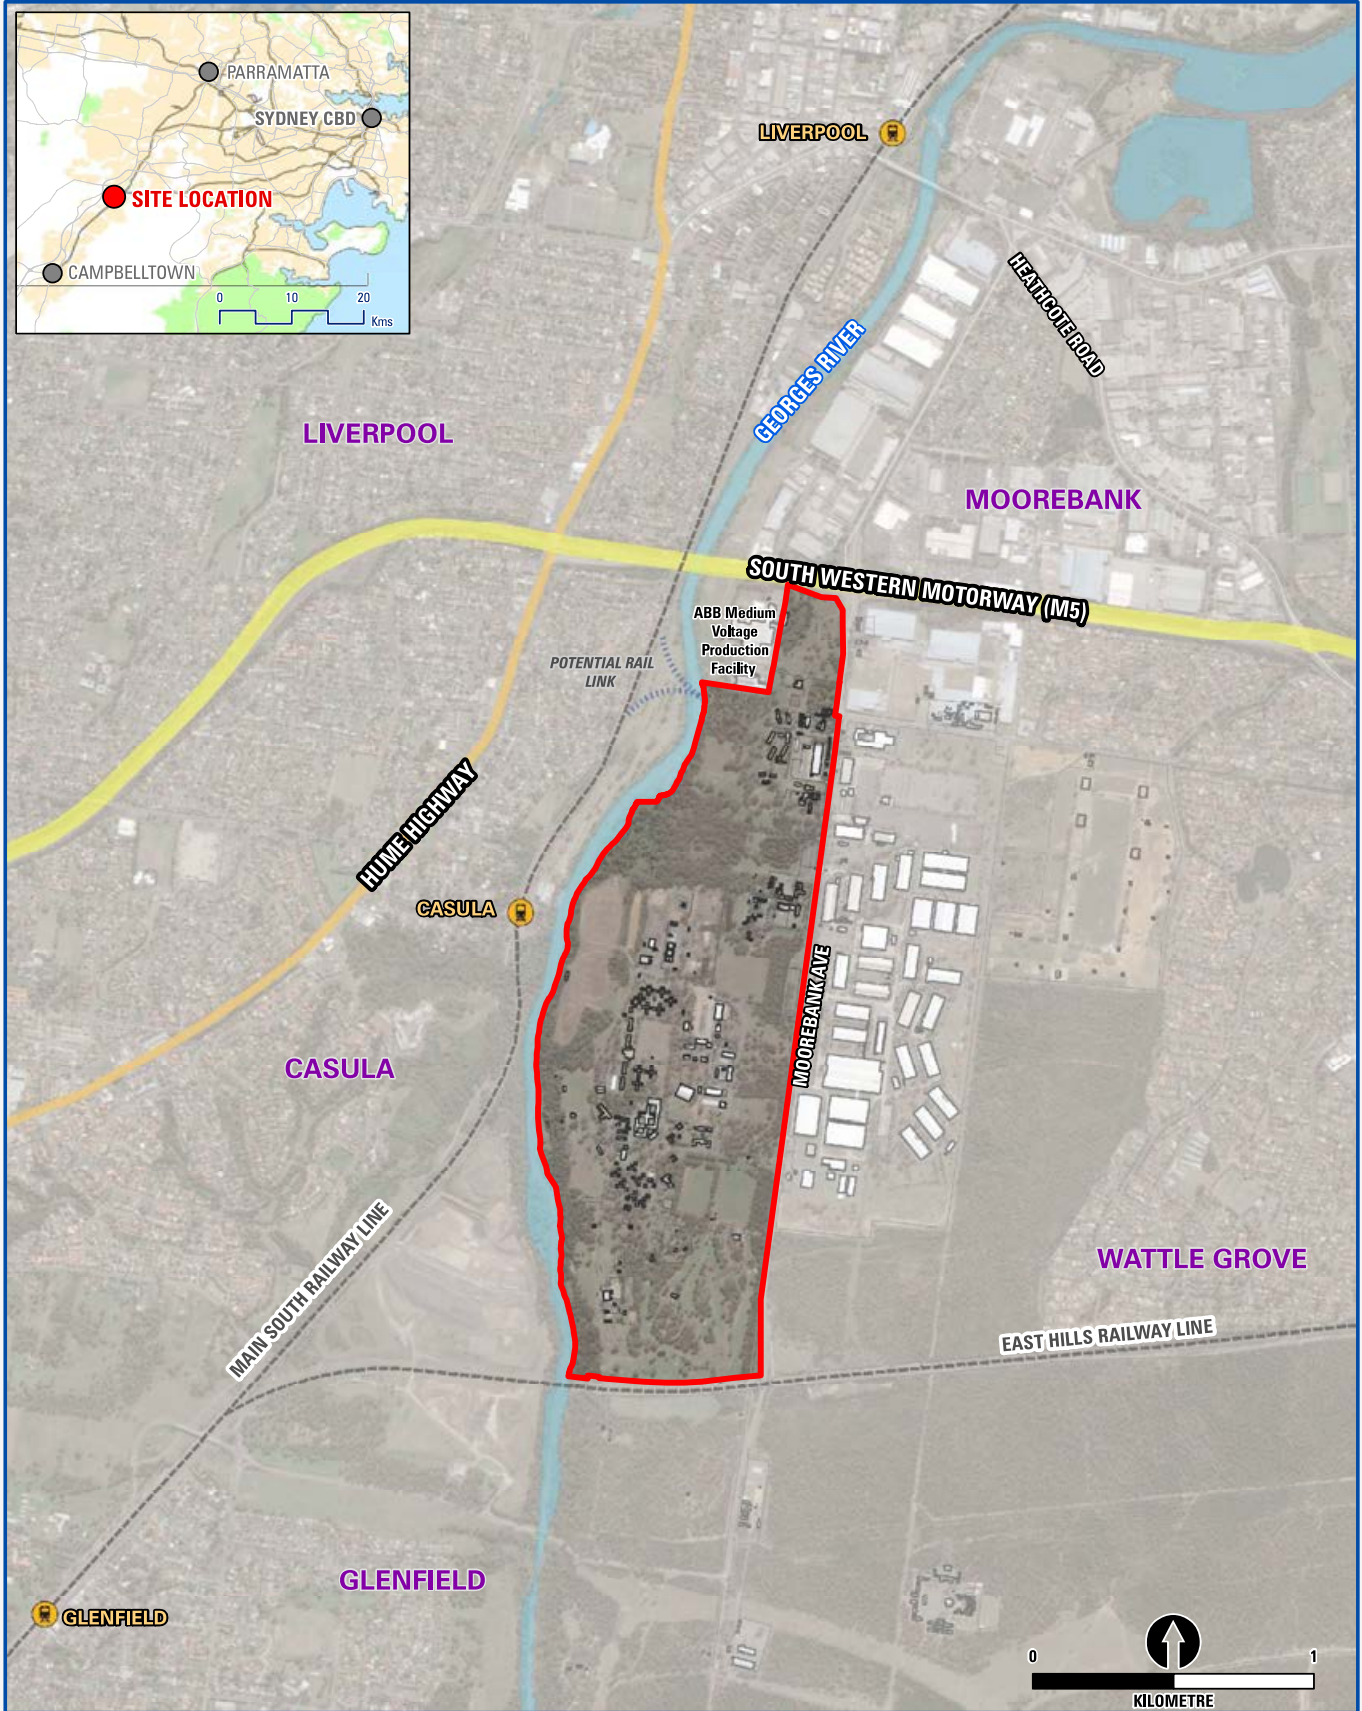 PARRAMATTA
SYDNEY CBD
SITE LOCATION
CAMPBELLTOWN
0 10 20
Kms
LIVERPOOL
HEATHCOTE ROAD
GEORGES RIVER
LIVERPOOL
MOOREBANK
SOUTH WESTERN MOTORWAY (M5)
ABB Medium
Voltage
Production
Facility
POTENTIAL RAIL
LINK
HUME HIGHWAY
CASULA
MOOREBANK AVE
CASULA
MAIN SOUTH RAILWAY LINE
WATTLE GROVE
EAST HILLS RAILWAY LINE
GLENFIELD
GLENFIELD
0 1
KILOMETRE